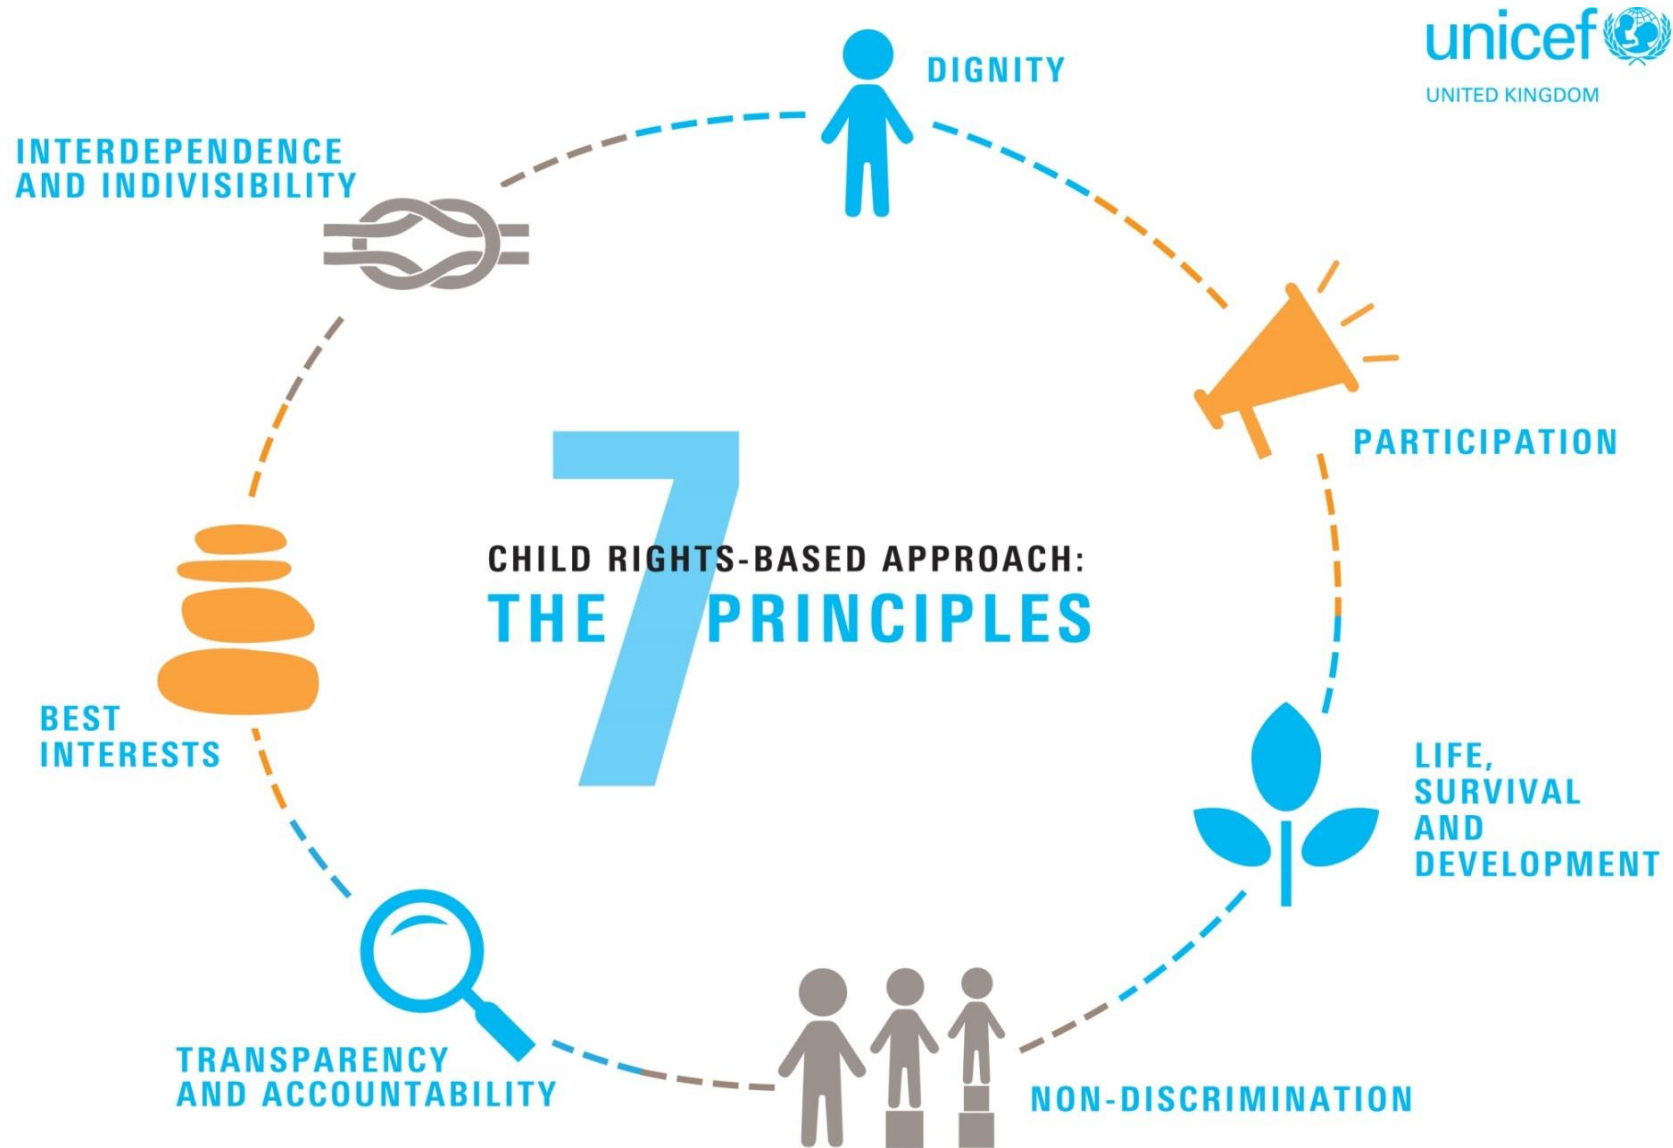 unicef
UNITED KINGDOM
DIGNITY
INTERDEPENDENCE
AND INDIVISIBILITY
PARTICIPATION
7
CHILD RIGHTS-BASED APPROACH:
THE PRINCIPLES
BEST
INTERESTS
LIFE,
SURVIVAL
AND
DEVELOPMENT
TRANSPARENCY
AND ACCOUNTABILITY
NON-DISCRIMINATION